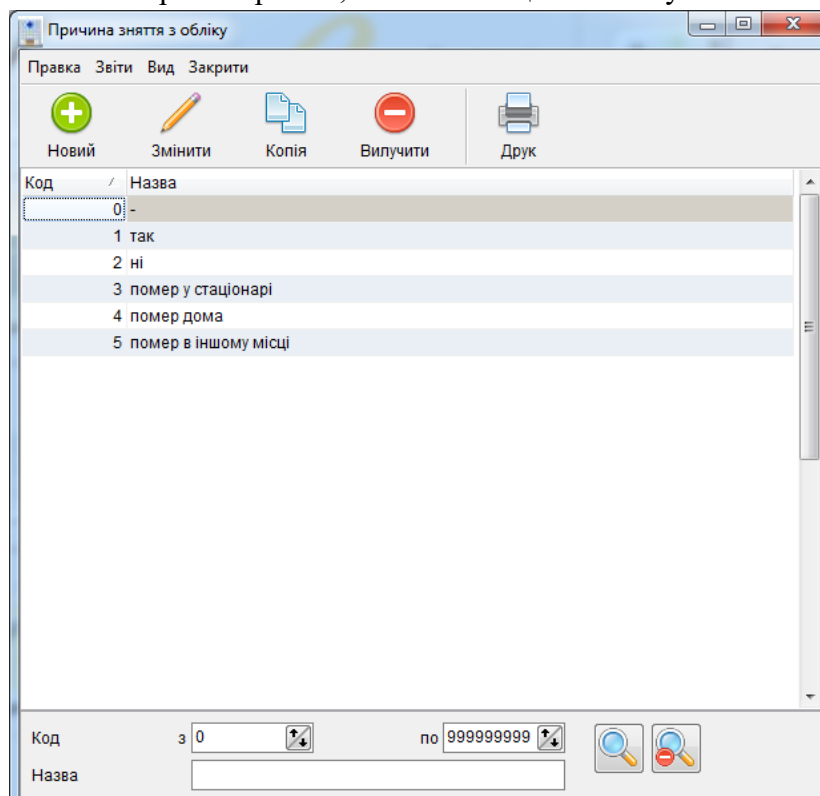 Причина зняття з обліку
Правка Звіти Вид Закрити
Новий Змінити Копія Вилучити Друк
Код Назва
0 -
1 так
2 ні
3 помер у стаціонарі
4 помер дома
5 помер в іншому місці
Код з 0 по 999999999
Назва